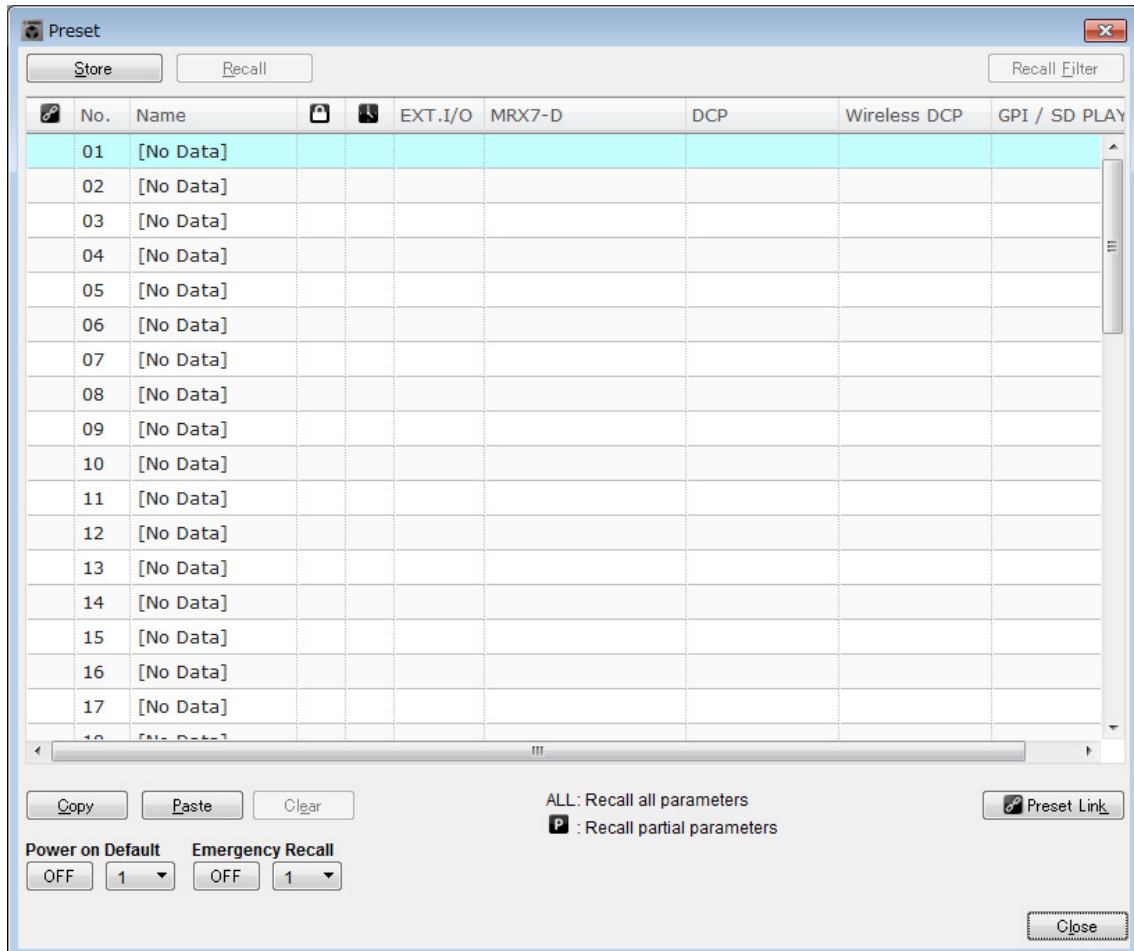 Preset
Store Recall Recall Filter
No. Name EXT.I/O MRX7-D DCP Wireless DCP GPI / SD PLAY
01 [No Data]
02 [No Data]
03 [No Data]
04 [No Data]
05 [No Data]
06 [No Data]
07 [No Data]
08 [No Data]
09 [No Data]
10 [No Data]
11 [No Data]
12 [No Data]
13 [No Data]
14 [No Data]
15 [No Data]
16 [No Data]
17 [No Data]
18 [No Data]
Copy Paste Clear ALL: Recall all parameters Preset Link
P : Recall partial parameters
Power on Default Emergency Recall
OFF 1 OFF 1
Close